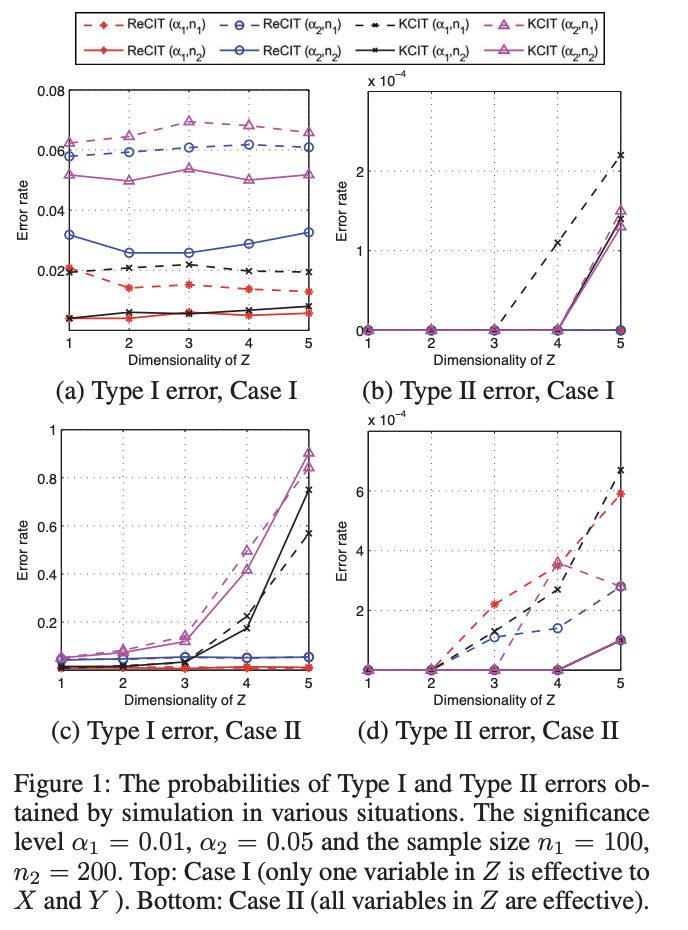 ReCIT (α₁,n₁) ReCIT (α₂,n₁) KCIT (α₁,n₁) KCIT (α₂,n₁)
ReCIT (α₁,n₂) ReCIT (α₂,n₂) KCIT (α₁,n₂) KCIT (α₂,n₂)
0.08
0.06
0.04
0.02
Error rate
1 2 3 4 5
Dimensionality of Z
(a) Type I error, Case I
x 10⁻⁴
2
1
0
Error rate
1 2 3 4 5
Dimensionality of Z
(b) Type II error, Case I
1
0.8
0.6
0.4
0.2
Error rate
1 2 3 4 5
Dimensionality of Z
(c) Type I error, Case II
x 10⁻⁴
6
4
2
Error rate
1 2 3 4 5
Dimensionality of Z
(d) Type II error, Case II
Figure 1: The probabilities of Type I and Type II errors ob-
tained by simulation in various situations. The significance
level α₁ = 0.01, α₂ = 0.05 and the sample size n₁ = 100,
n₂ = 200. Top: Case I (only one variable in Z is effective to
X and Y ). Bottom: Case II (all variables in Z are effective).